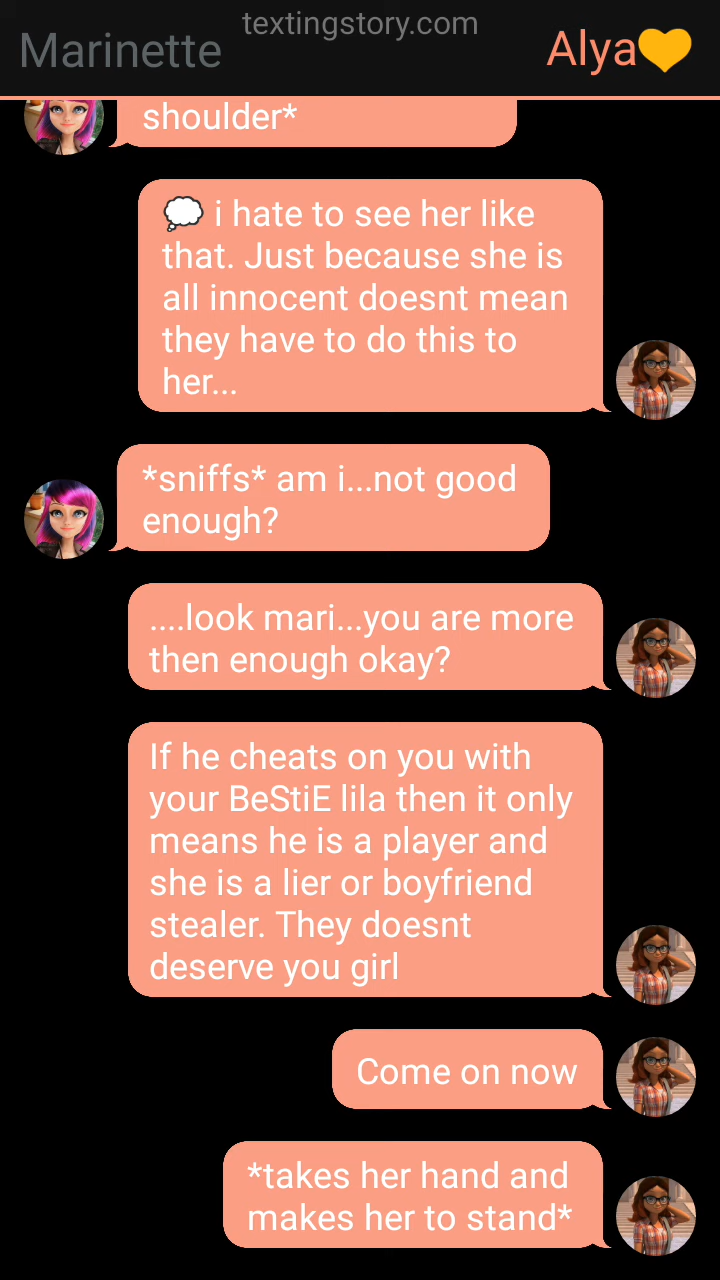 textingstory.com
Marinette
Alya💛
shoulder*
💭 i hate to see her like
that. Just because she is
all innocent doesnt mean
they have to do this to
her...
*sniffs* am i...not good
enough?
....look mari...you are more
then enough okay?
If he cheats on you with
your BeStiE lila then it only
means he is a player and
she is a lier or boyfriend
stealer. They doesnt
deserve you girl
Come on now
*takes her hand and
makes her to stand*